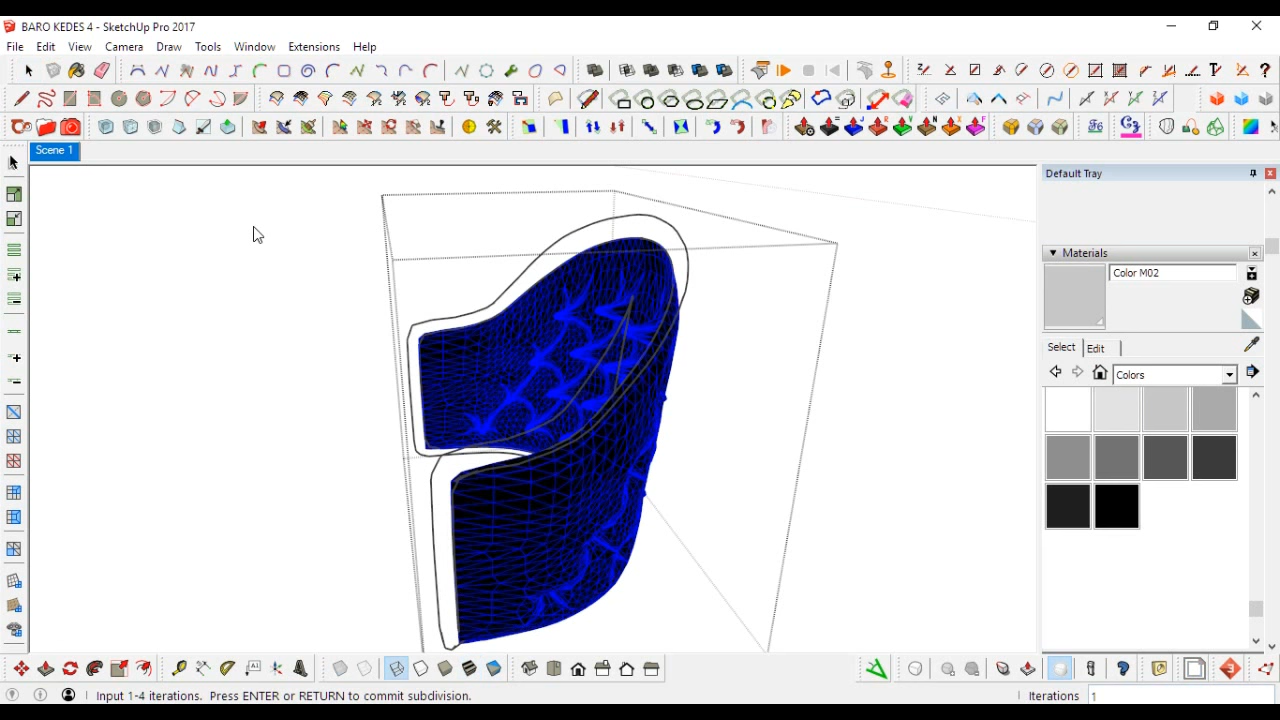 BARO KEDES 4 - SketchUp Pro 2017
File Edit View Camera Draw Tools Window Extensions Help
Scene 1
Default Tray
Materials
Color M02
Select Edit
Colors
Input 1-4 iterations. Press ENTER or RETURN to commit subdivision.
Iterations 1